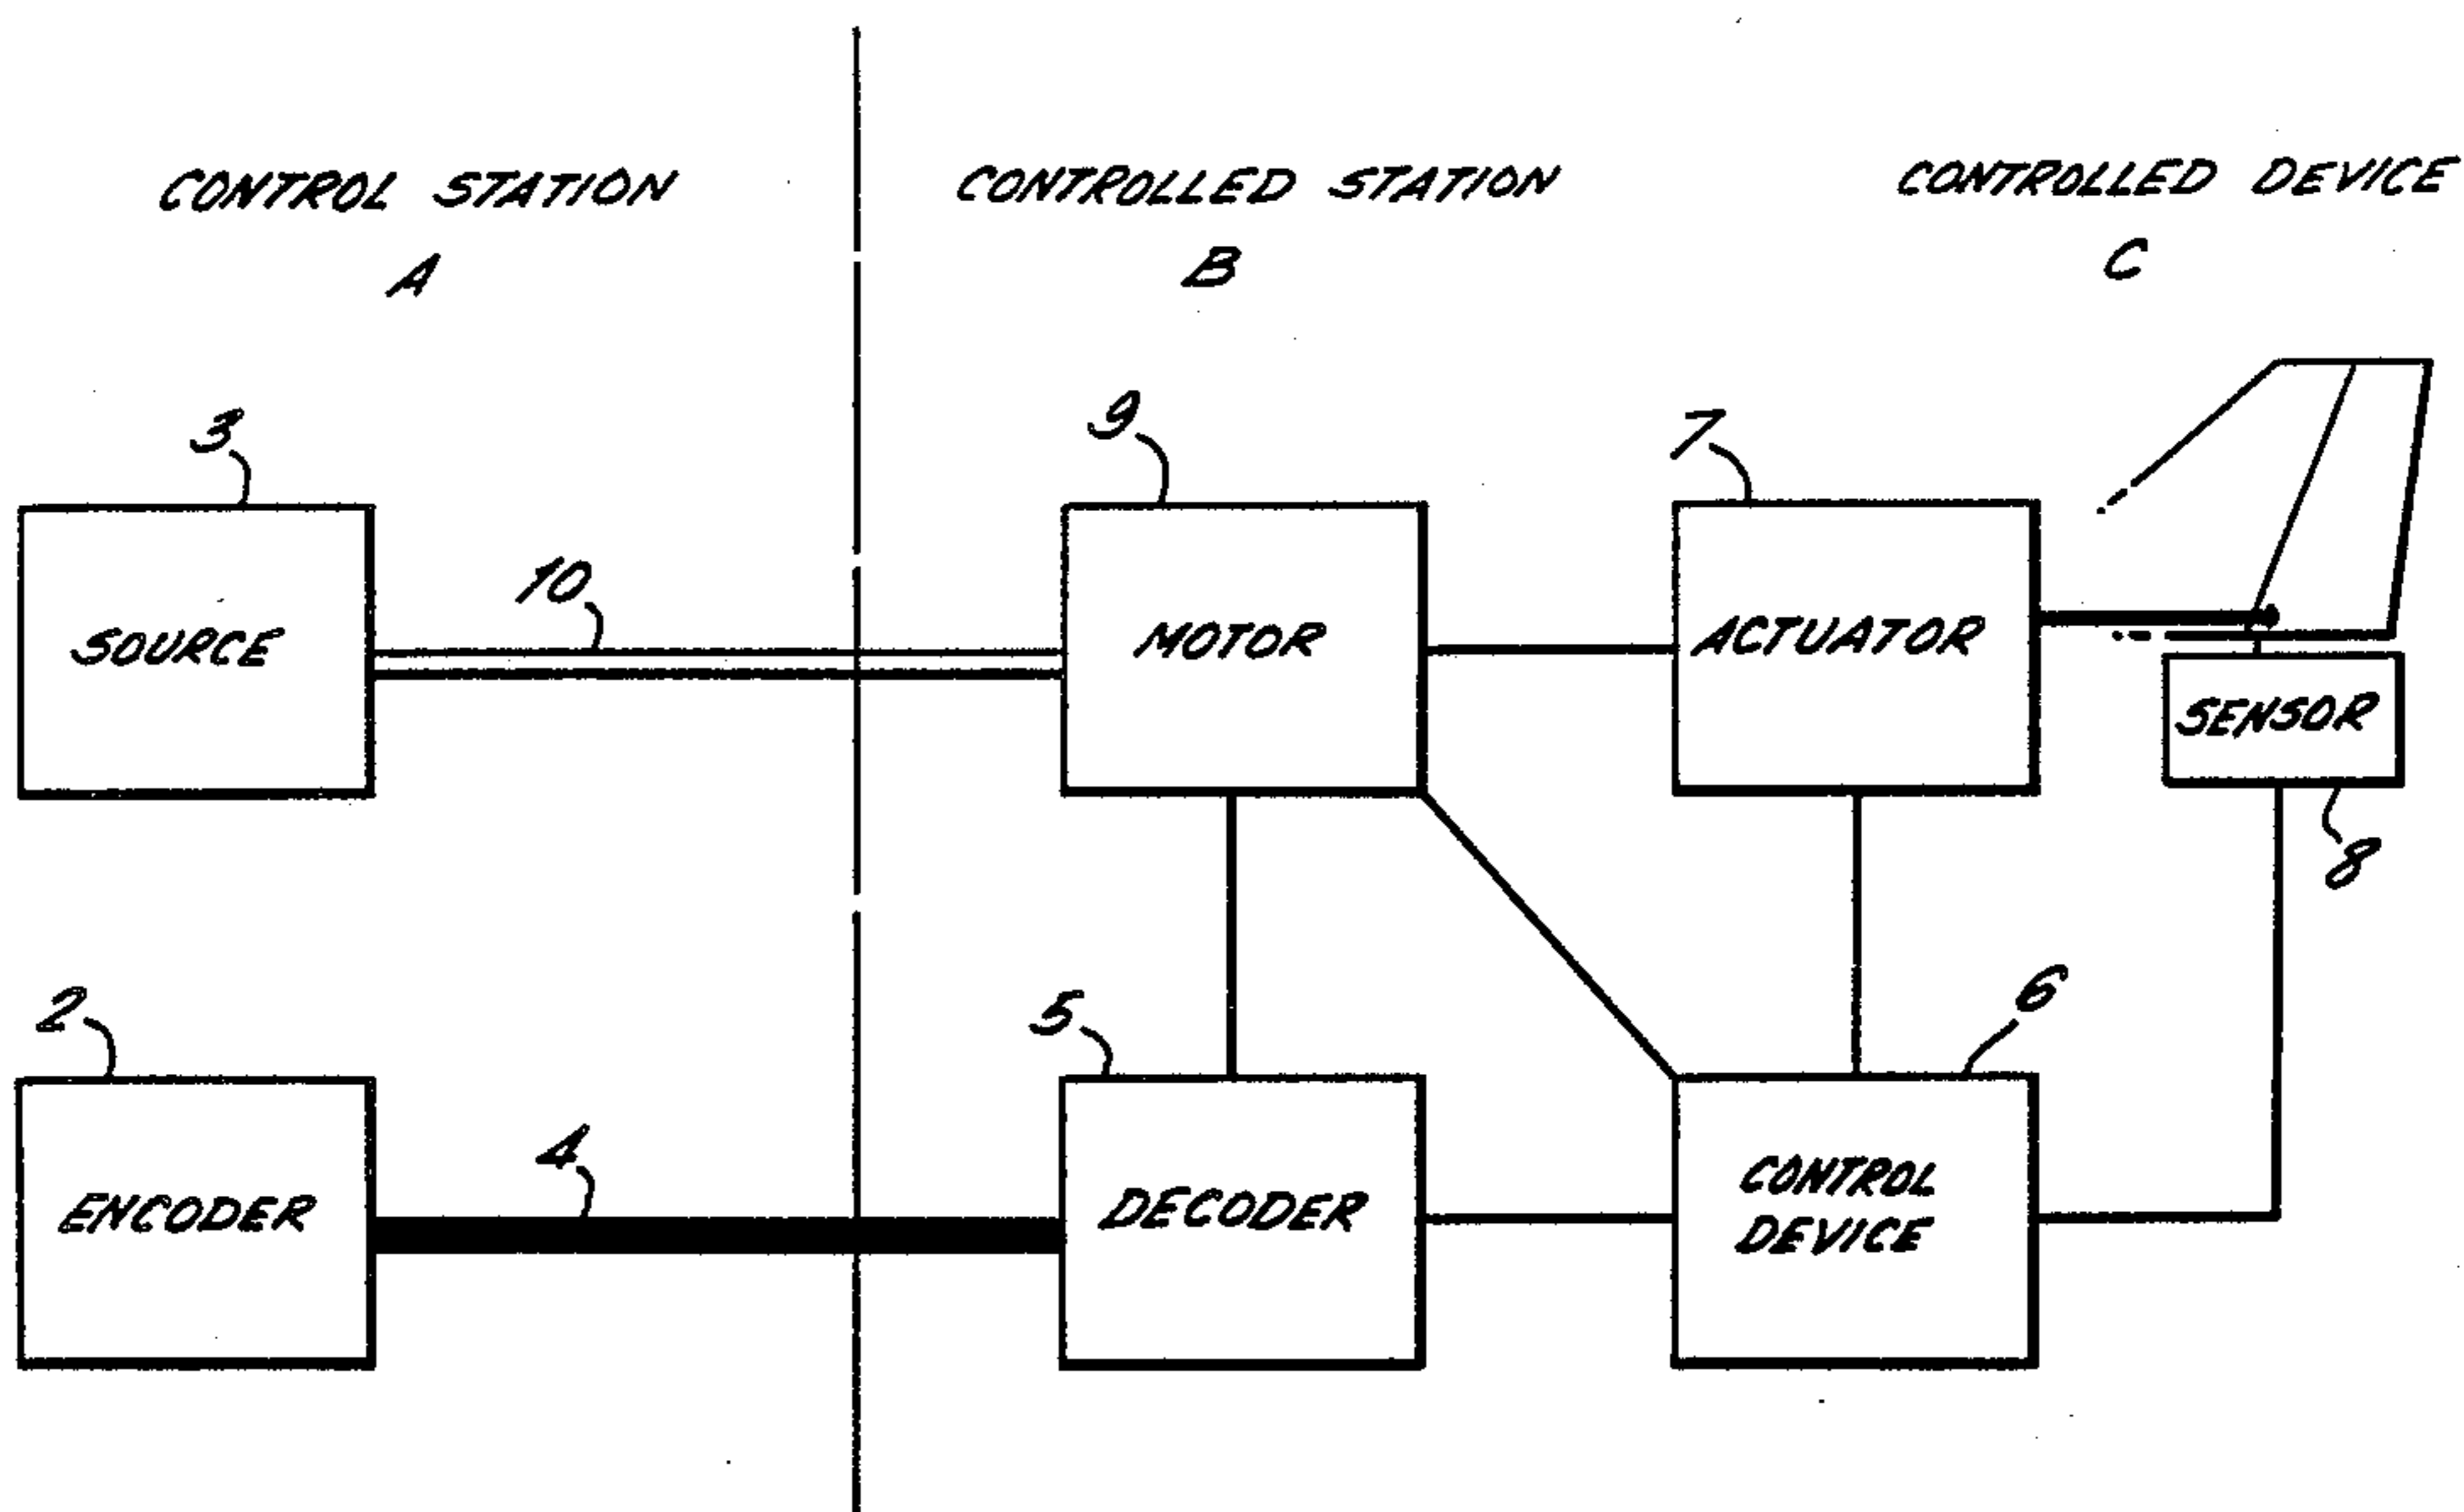 CONTROL STATION
A
CONTROLLED STATION
B
CONTROLLED DEVICE
C
3
SOURCE
10
9
MOTOR
7
ACTUATOR
SENSOR
8
2
ENCODER
4
5
DECODER
6
CONTROL
DEVICE